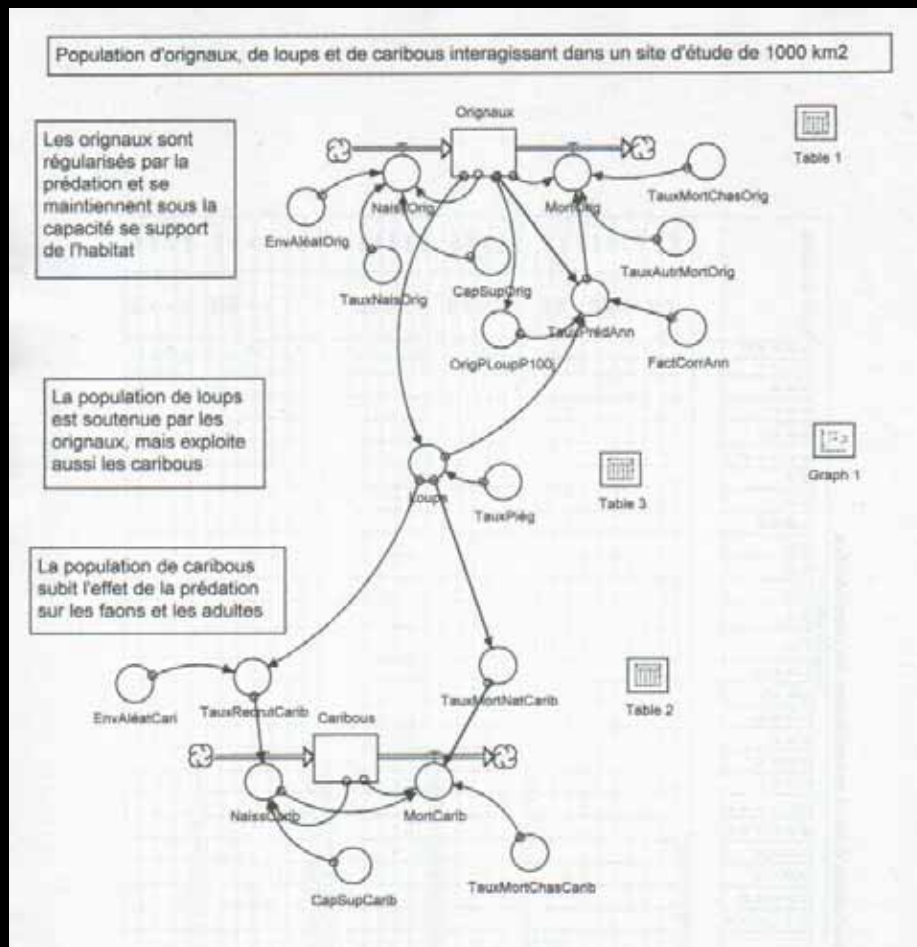 Population d'orignaux, de loups et de caribous interagissant dans un site d'étude de 1000 km2
Orignaux
Les orignaux sont
régularisés par la
prédation et se
maintiennent sous la
capacité se support
de l'habitat
Table 1
NaissOrig
MortOrig
TauxMortChasOrig
EnvAléatOrig
TauxNaisOrig
CapSupOrig
TauxAutrMortOrig
OrigPLoupP100j
TauxPrédAnn
FactCorrAnn
La population de loups
est soutenue par les
orignaux, mais exploite
aussi les caribous
Graph 1
Loups
TauxPiég
Table 3
La population de caribous
subit l'effet de la prédation
sur les faons et les adultes
EnvAléatCari
TauxRecrutCarib
Caribous
TauxMortNatCarib
Table 2
NaissCarib
MortCarib
CapSupCarib
TauxMortChasCarib